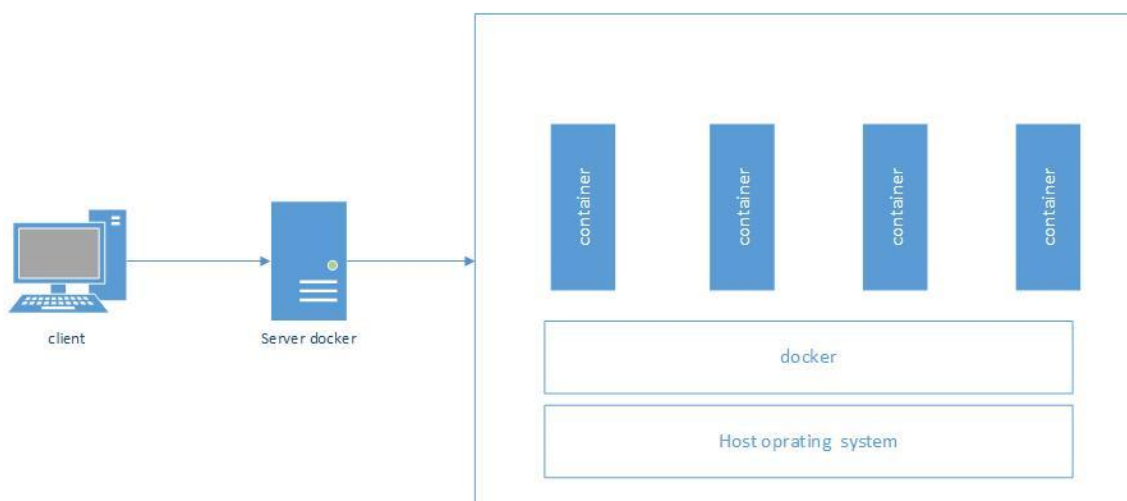 container
container
container
container
client
Server docker
docker
Host oprating system